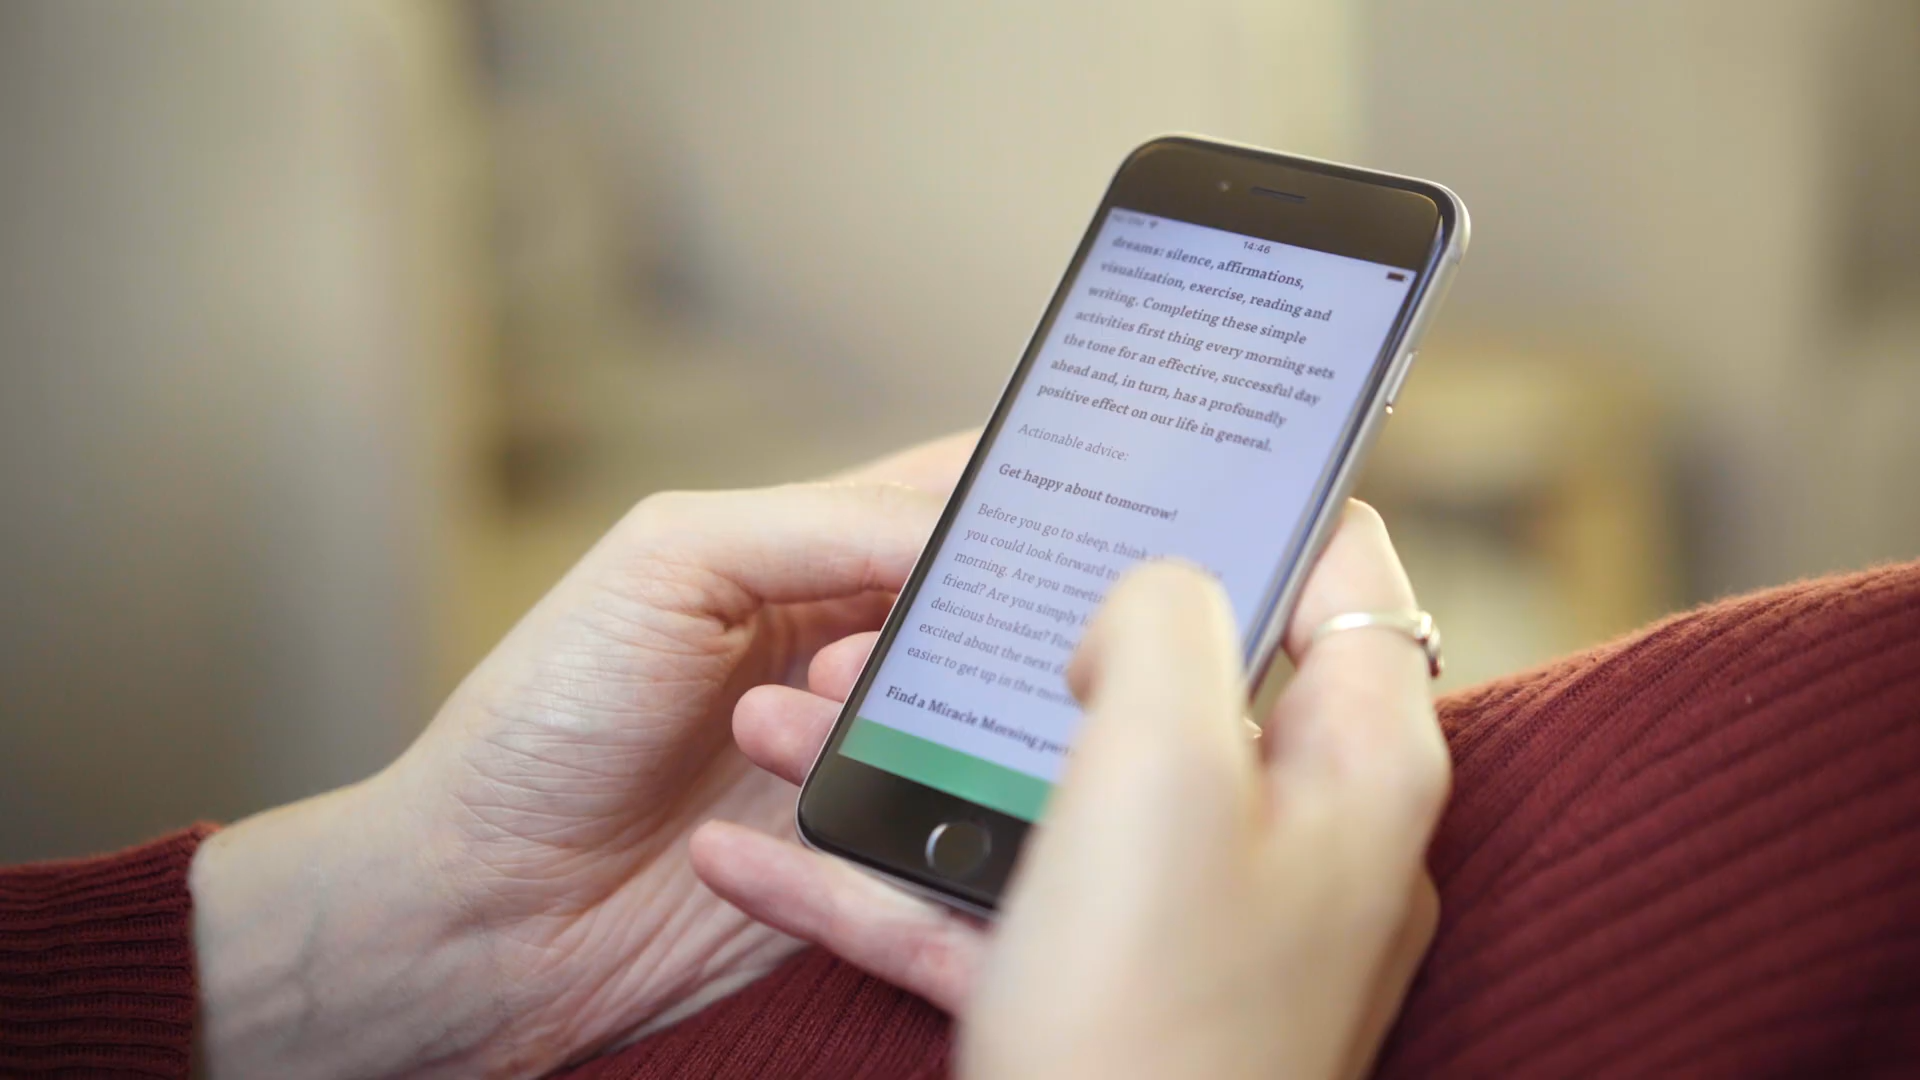 14:46
dreams: silence, affirmations,
visualization, exercise, reading and
writing. Completing these simple
activities first thing every morning sets
the tone for an effective, successful day
ahead and, in turn, has a profoundly
positive effect on our life in general.
Actionable advice:
Get happy about tomorrow!
Before you go to sleep, think
you could look forward to
morning. Are you
friend? Are you simply
delicious breakfast?
excited about the next
easier to get up in the
Find a Miracle Morning